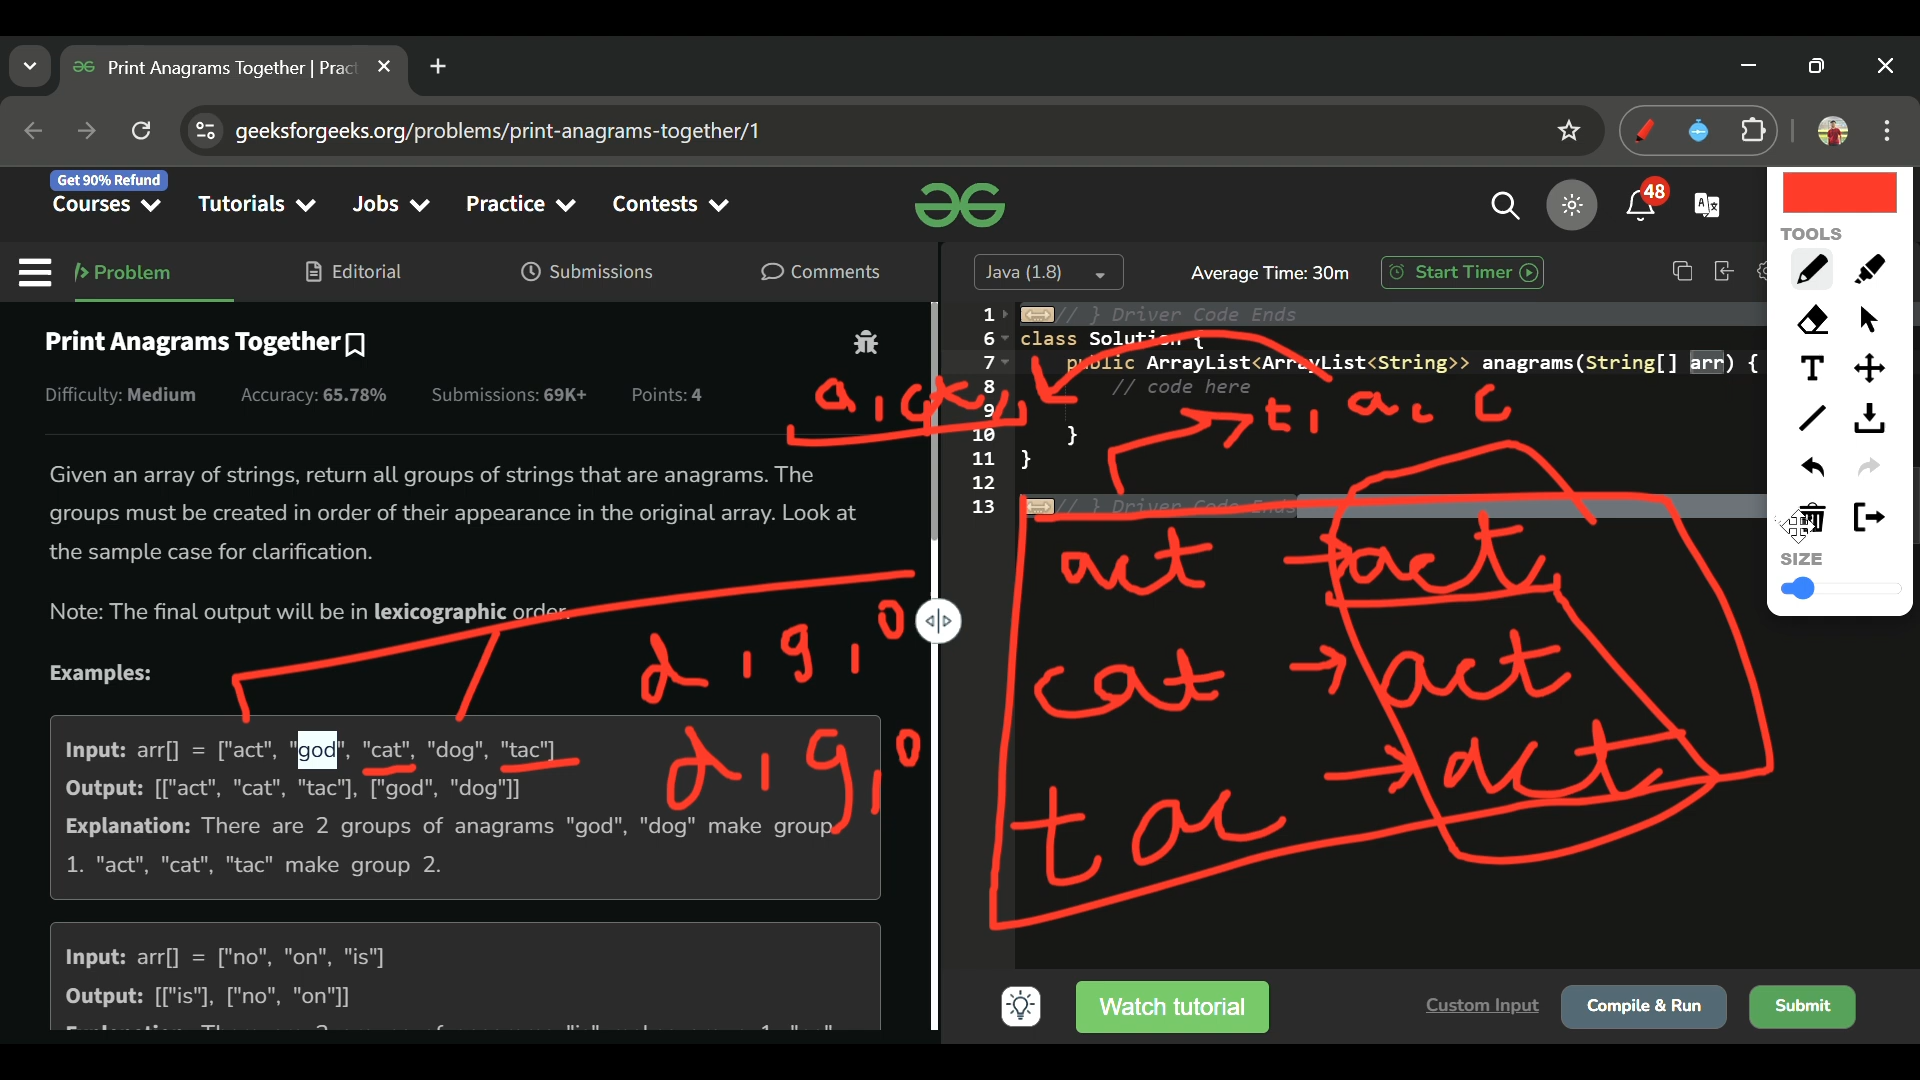 Print Anagrams Together | Pract
geeksforgeeks.org/problems/print-anagrams-together/1
Get 90% Refund
Courses Tutorials Jobs Practice Contests
48
Problem Editorial Submissions Comments
Java (1.8) Average Time: 30m Start Timer
TOOLS
SIZE
Print Anagrams Together
Difficulty: Medium Accuracy: 65.78% Submissions: 69K+ Points: 4
Given an array of strings, return all groups of strings that are anagrams. The
groups must be created in order of their appearance in the original array. Look at
the sample case for clarification.
Note: The final output will be in lexicographic order.
Examples:
Input: arr[] = ["act", "god", "cat", "dog", "tac"]
Output: [["act", "cat", "tac"], ["god", "dog"]]
Explanation: There are 2 groups of anagrams "god", "dog" make group
1. "act", "cat", "tac" make group 2.
Input: arr[] = ["no", "on", "is"]
Output: [["is"], ["no", "on"]]
d, g, o
d, g, o
1 // } Driver Code Ends
6 class Solution {
7 public ArrayList<ArrayList<String>> anagrams(String[] arr) {
8 // code here
9
10 }
11 }
12
13 // } Driver Code Ends
t, a, c
act → act,
cat → act
tac → act
Watch tutorial
Custom Input Compile & Run Submit